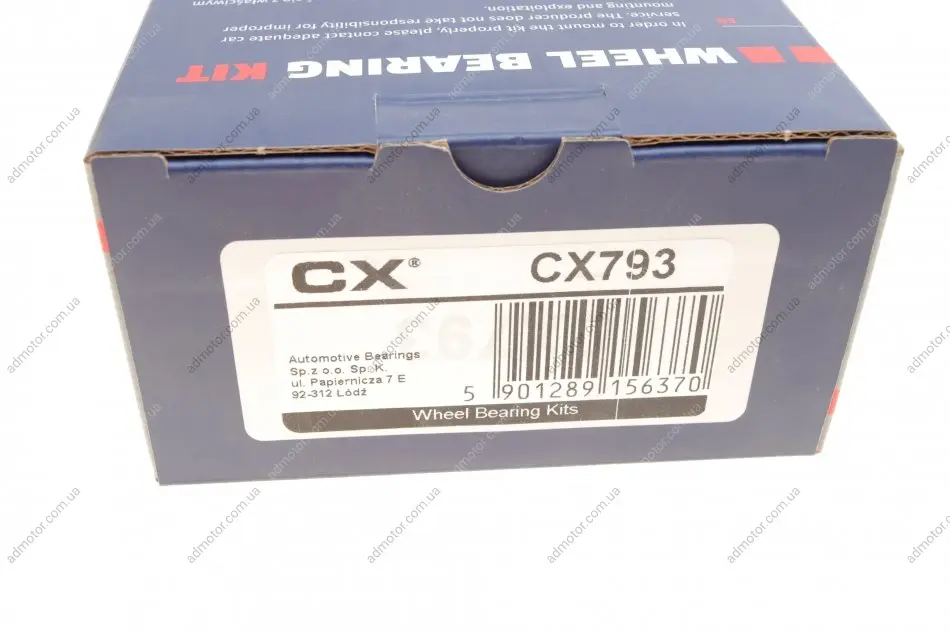 WHEEL BEARING KIT
In order to mount the kit properly, please contact adequate car
service. The producer does not take responsibility for improper
mounting and exploitation.
CX®
CX793
Automotive Bearings
Sp.z o.o. Sp.K.
ul. Papiernicza 7 E
92-312 Łódź
5 901289 156370
Wheel Bearing Kits
admotor.com.ua